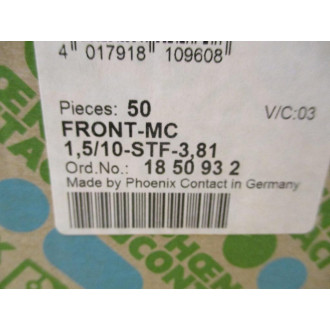 4 017918 109608
Pieces: 50
V/C:03
FRONT-MC
1,5/10-STF-3,81
Ord.No.: 18 50 93 2
Made by Phoenix Contact in Germany